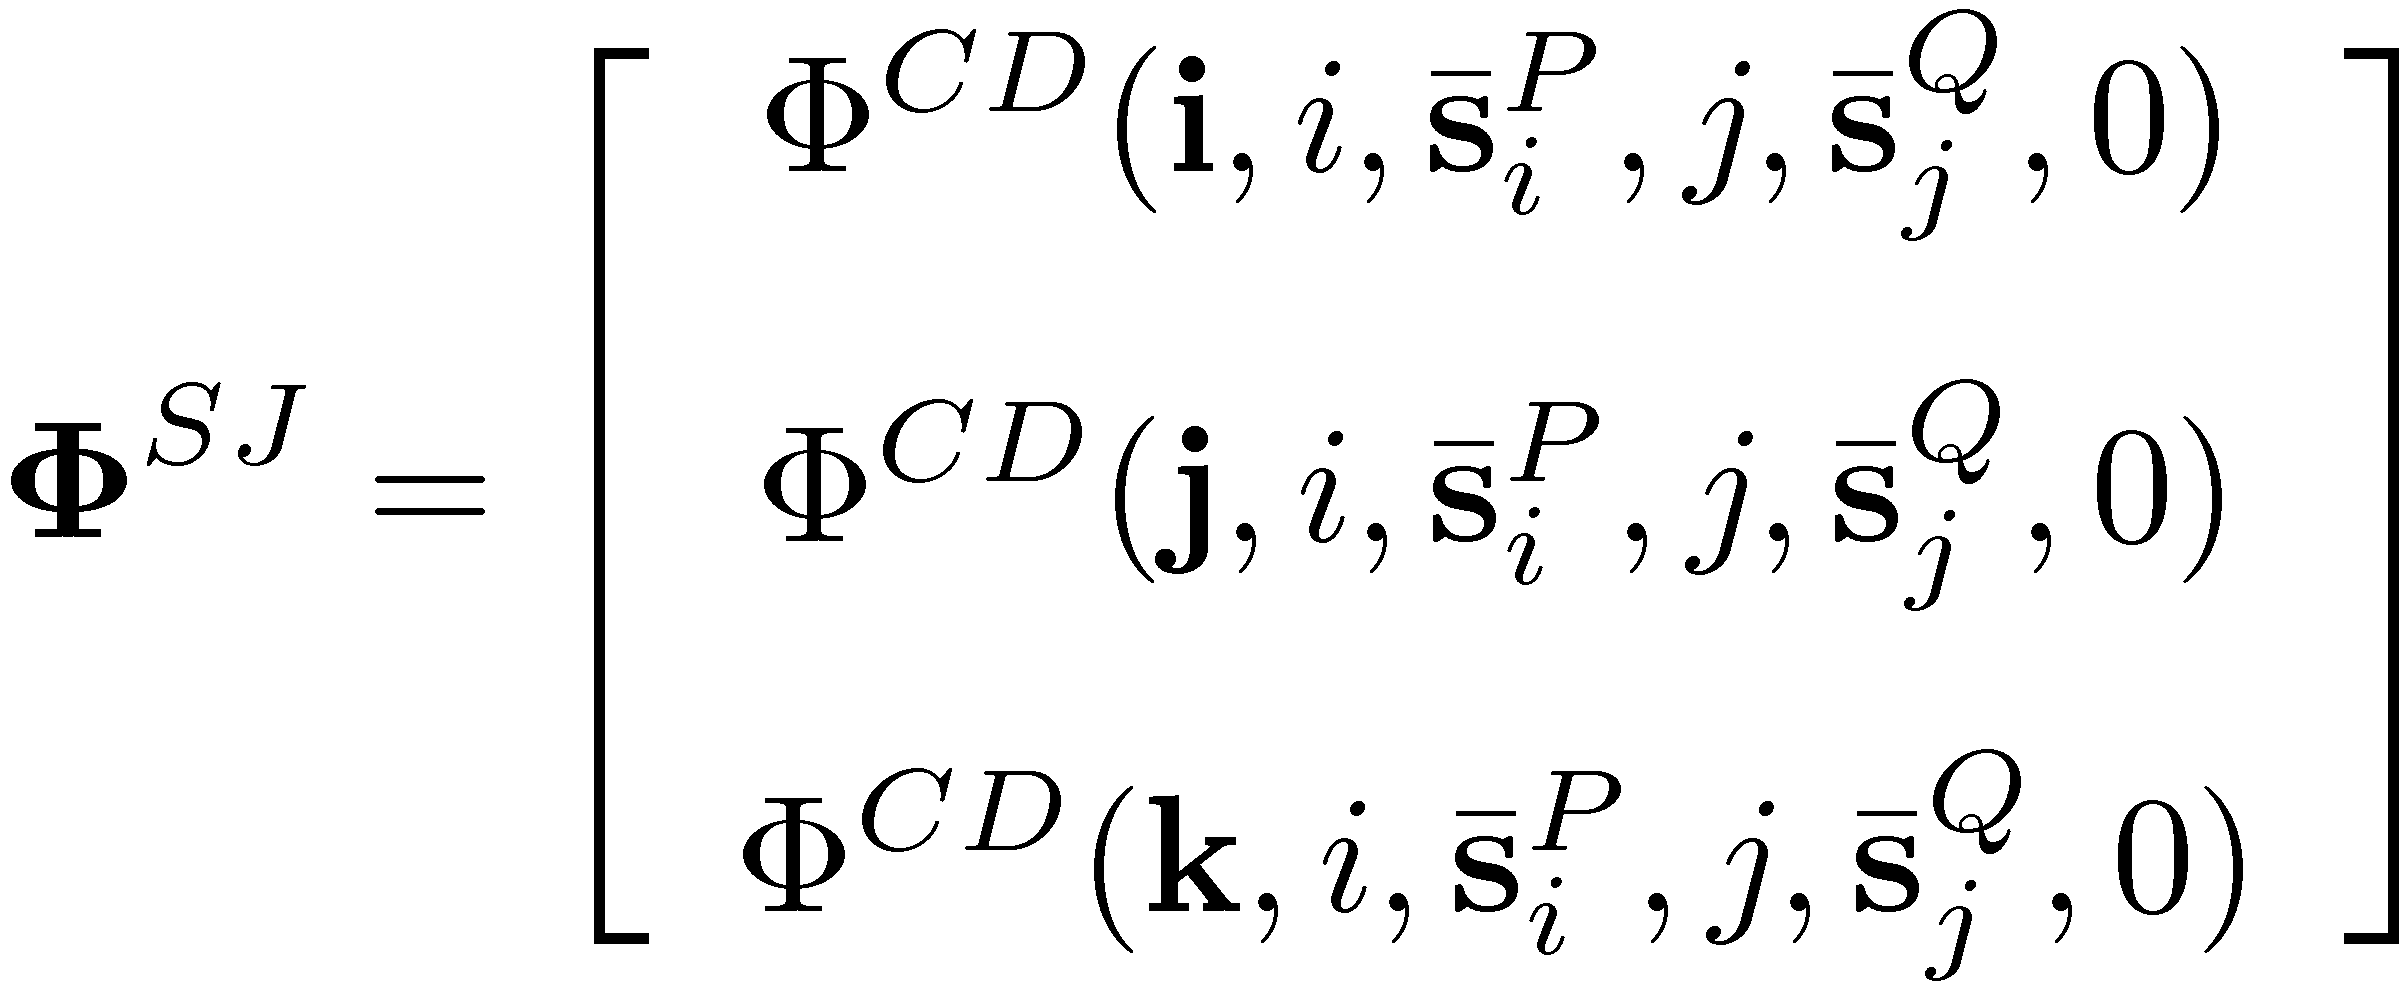 Φ^{CD}(𝐢, i, s̄_i^P, j, s̄_j^Q, 0)
𝚽^{SJ} = Φ^{CD}(𝐣, i, s̄_i^P, j, s̄_j^Q, 0)
Φ^{CD}(𝐤, i, s̄_i^P, j, s̄_j^Q, 0)